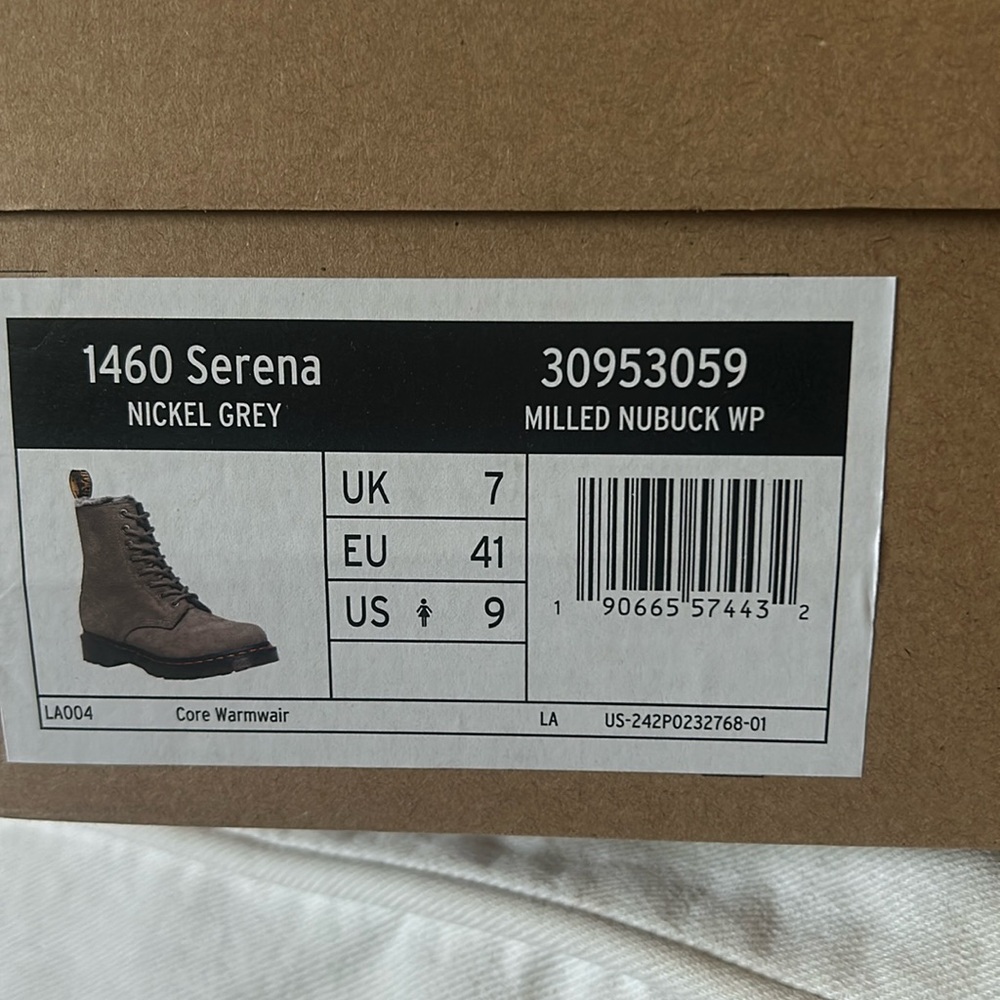 1460 Serena
NICKEL GREY
30953059
MILLED NUBUCK WP
UK 7
EU 41
US 9
1 90665 57443 2
LA004 Core Warmwair LA US-242P0232768-01